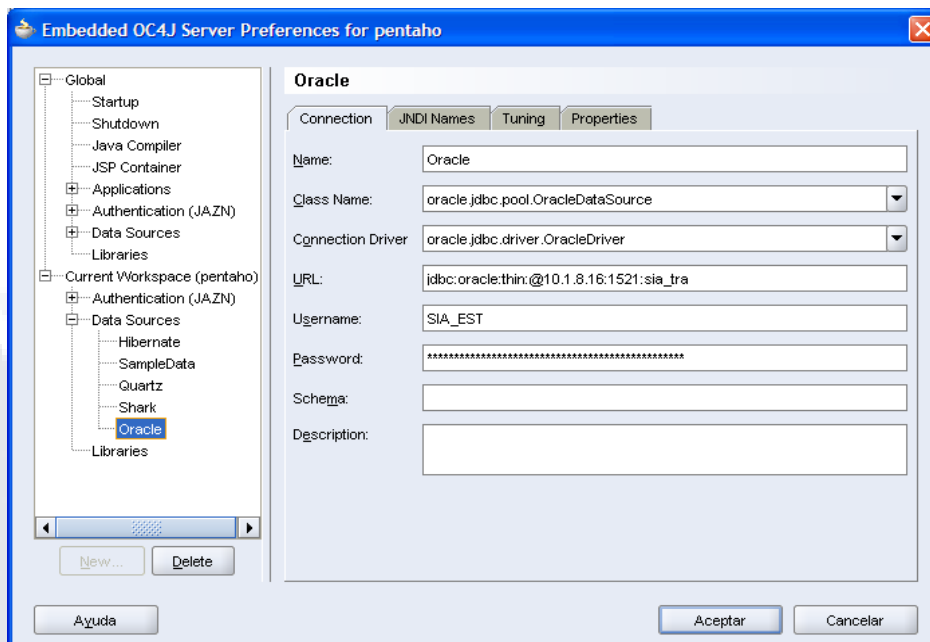 Embedded OC4J Server Preferences for pentaho
Global
Startup
Shutdown
Java Compiler
JSP Container
Applications
Authentication (JAZN)
Data Sources
Libraries
Current Workspace (pentaho)
Authentication (JAZN)
Data Sources
Hibernate
SampleData
Quartz
Shark
Oracle
Libraries
New...
Delete
Oracle
Connection
JNDI Names
Tuning
Properties
Name:
Oracle
Class Name:
oracle.jdbc.pool.OracleDataSource
Connection Driver
oracle.jdbc.driver.OracleDriver
URL:
jdbc:oracle:thin:@10.1.8.16:1521:sia_tra
Username:
SIA_EST
Password:
Schema:
Description:
Ayuda
Aceptar
Cancelar